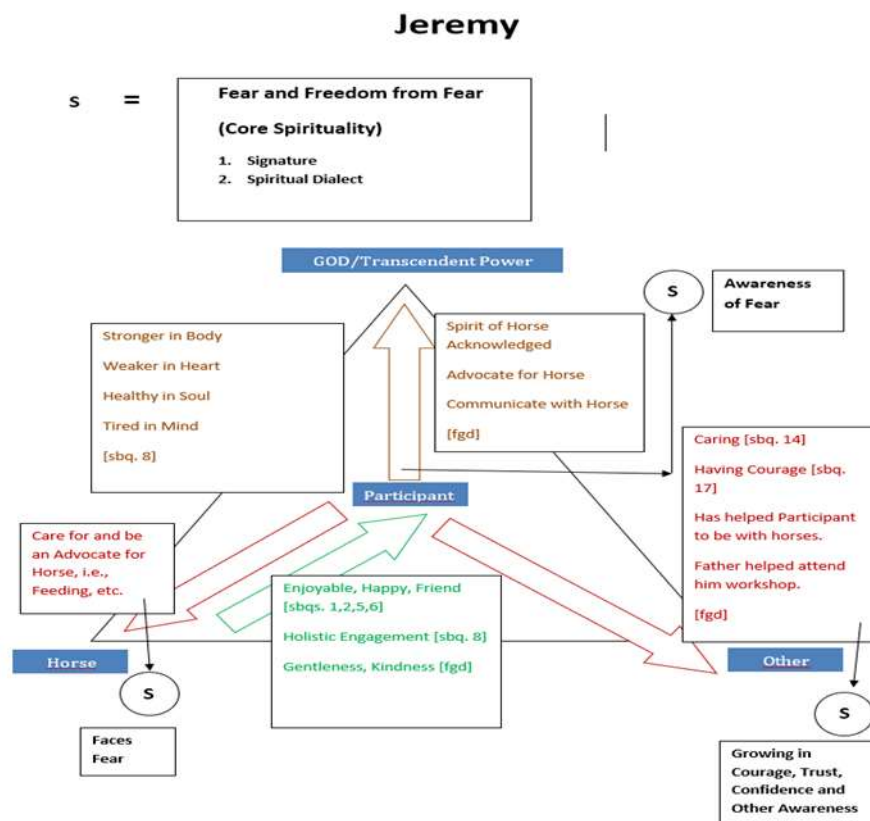 Jeremy
s =
Fear and Freedom from Fear
(Core Spirituality)
1. Signature
2. Spiritual Dialect
GOD/Transcendent Power
S
Awareness
of Fear
Stronger in Body
Weaker in Heart
Healthy in Soul
Tired in Mind
[sbq. 8]
Spirit of Horse
Acknowledged
Advocate for Horse
Communicate with Horse
[fgd]
Participant
Caring [sbq. 14]
Having Courage [sbq.
17]
Has helped Participant
to be with horses.
Father helped attend
him workshop.
[fgd]
Care for and be
an Advocate for
Horse, i.e.,
Feeding, etc.
Enjoyable, Happy, Friend
[sbqs. 1,2,5,6]
Holistic Engagement [sbq. 8]
Gentleness, Kindness [fgd]
Horse
Other
S
Faces
Fear
S
Growing in
Courage, Trust,
Confidence and
Other Awareness